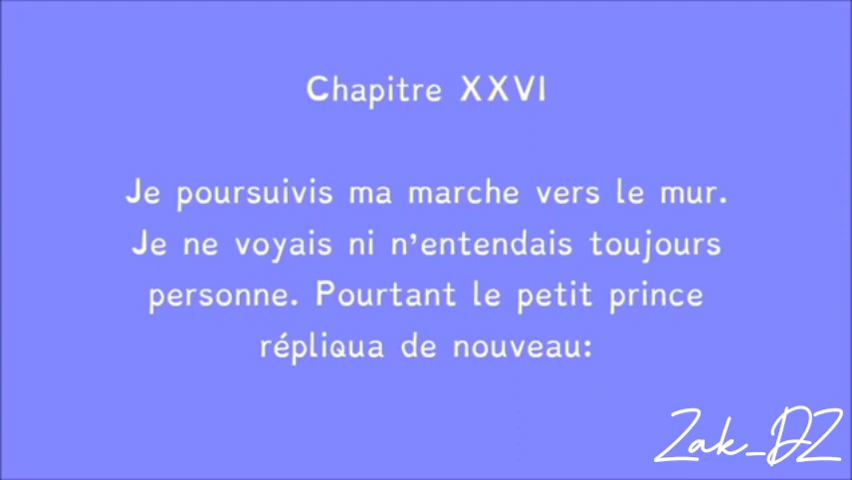 Chapitre XXVI
Je poursuivis ma marche vers le mur.
Je ne voyais ni n’entendais toujours
personne. Pourtant le petit prince
répliqua de nouveau:
Zak_DZ